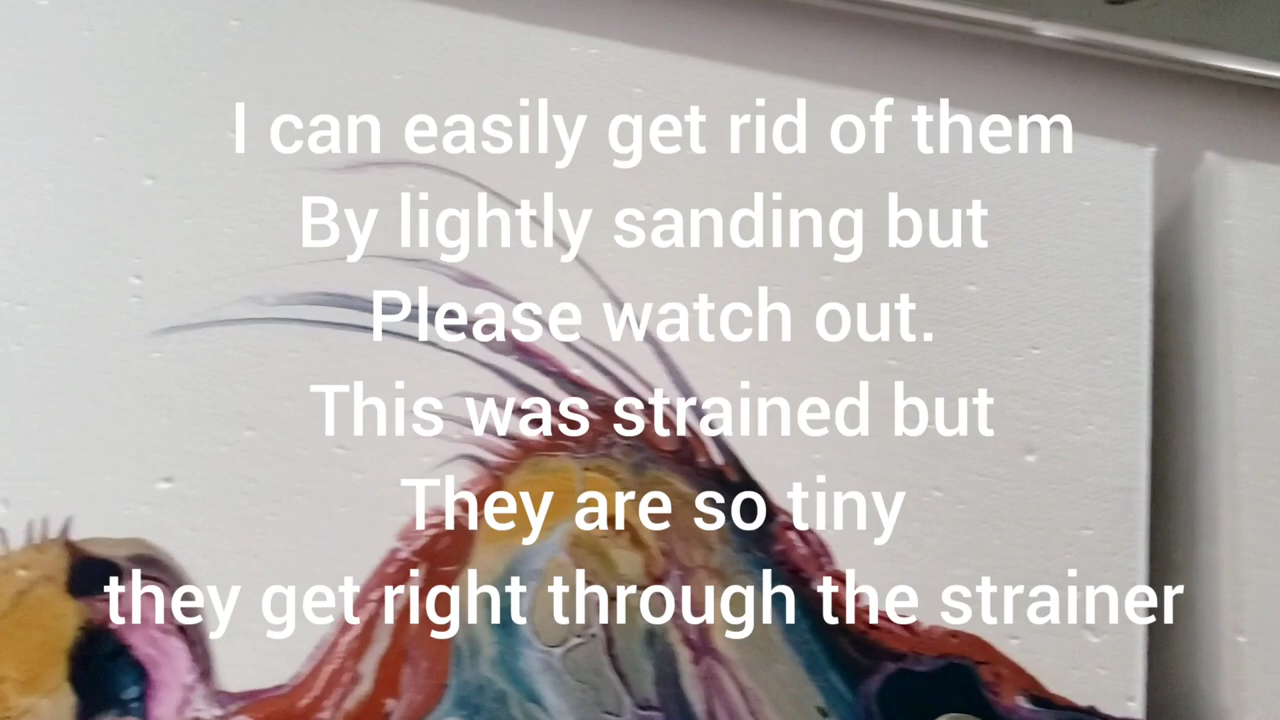 I can easily get rid of them
By lightly sanding but
Please watch out.
This was strained but
They are so tiny
they get right through the strainer